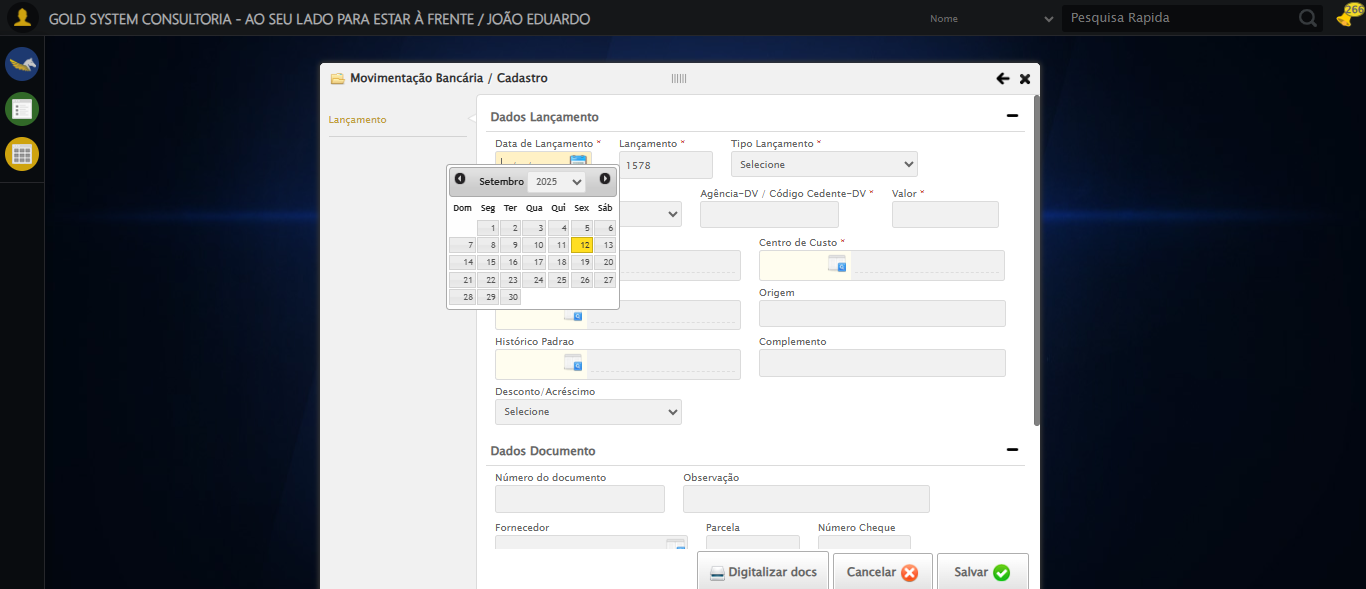 GOLD SYSTEM CONSULTORIA - AO SEU LADO PARA ESTAR À FRENTE / JOÃO EDUARDO
Nome
Pesquisa Rapida
266
Movimentação Bancária / Cadastro
Lançamento
Dados Lançamento
Data de Lançamento * Lançamento * Tipo Lançamento *
1578 Selecione
Setembro 2025
Agência-DV / Código Cedente-DV * Valor *
Dom Seg Ter Qua Qui Sex Sáb
1 2 3 4 5 6
7 8 9 10 11 12 13
14 15 16 17 18 19 20
21 22 23 24 25 26 27
28 29 30
Centro de Custo *
Origem
Histórico Padrao Complemento
Desconto/Acréscimo
Selecione
Dados Documento
Número do documento Observação
Fornecedor Parcela Número Cheque
Digitalizar docs Cancelar Salvar